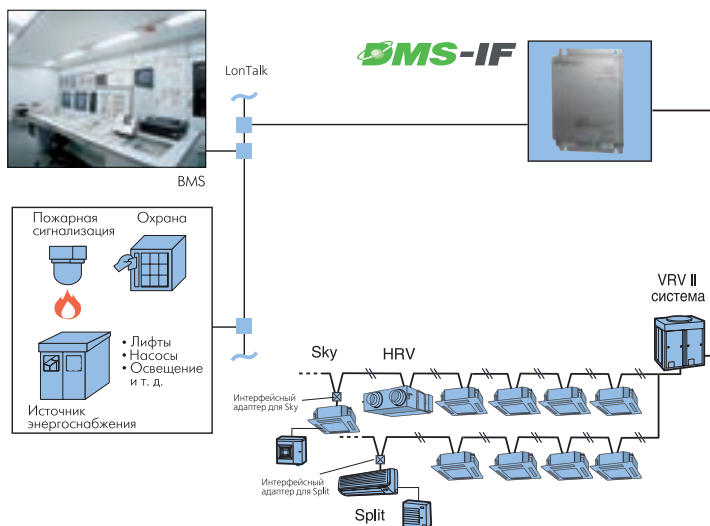 DMS-IF
LonTalk
BMS
Пожарная
сигнализация
Охрана
• Лифты
• Насосы
• Освещение
и т. д.
Источник
энергоснабжения
VRV II
система
Sky
HRV
Интерфейсный
адаптер для Sky
Интерфейсный
адаптер для Split
Split